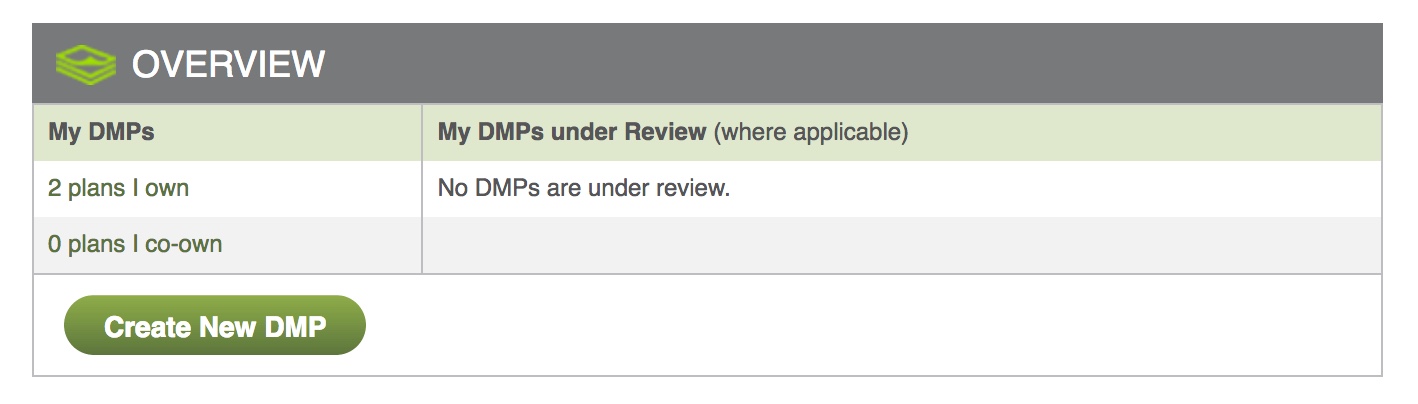 OVERVIEW
My DMPs
My DMPs under Review (where applicable)
2 plans I own
No DMPs are under review.
0 plans I co-own
Create New DMP